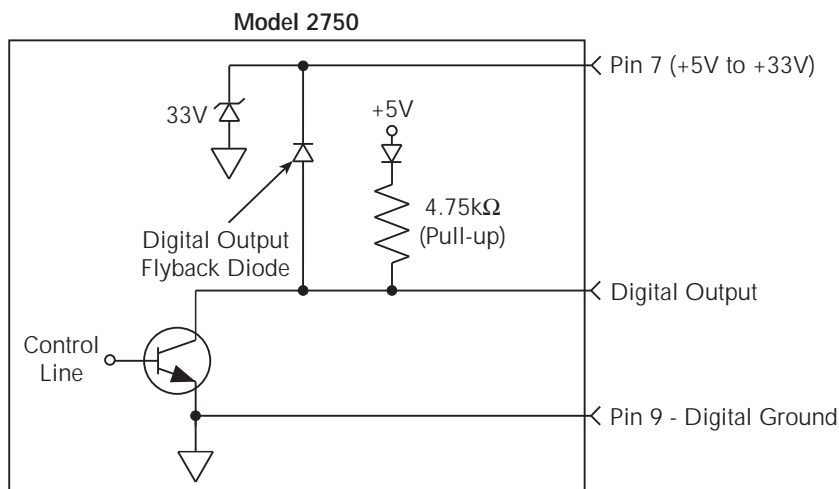 Model 2750
Pin 7 (+5V to +33V)
+5V
33V
4.75kΩ
(Pull-up)
Digital Output
Flyback Diode
Digital Output
Control
Line
Pin 9 - Digital Ground